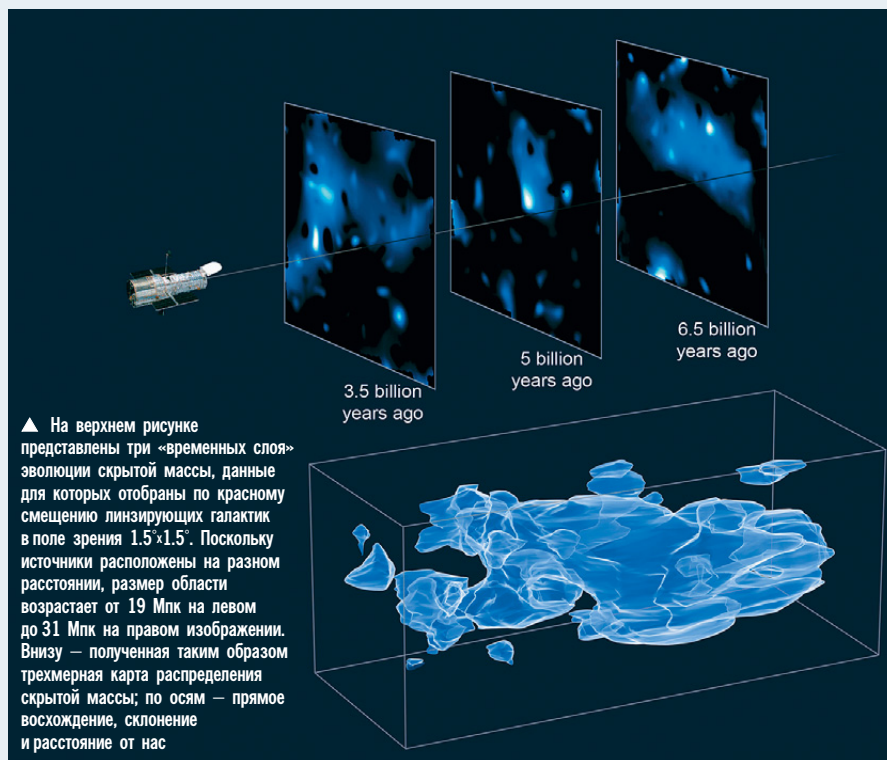 3.5 billion
years ago
5 billion
years ago
6.5 billion
years ago
▲ На верхнем рисунке
представлены три «временных слоя»
эволюции скрытой массы, данные
для которых отобраны по красному
смещению линзирующих галактик
в поле зрения 1.5°x1.5°. Поскольку
источники расположены на разном
расстоянии, размер области
возрастает от 19 Мпк на левом
до 31 Мпк на правом изображении.
Внизу — полученная таким образом
трехмерная карта распределения
скрытой массы; по осям — прямое
восхождение, склонение
и расстояние от нас